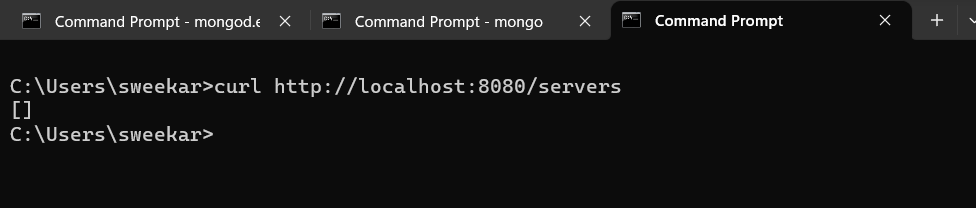 Command Prompt - mongod.e
Command Prompt - mongo
Command Prompt
C:\Users\sweekar>curl http://localhost:8080/servers
[]
C:\Users\sweekar>